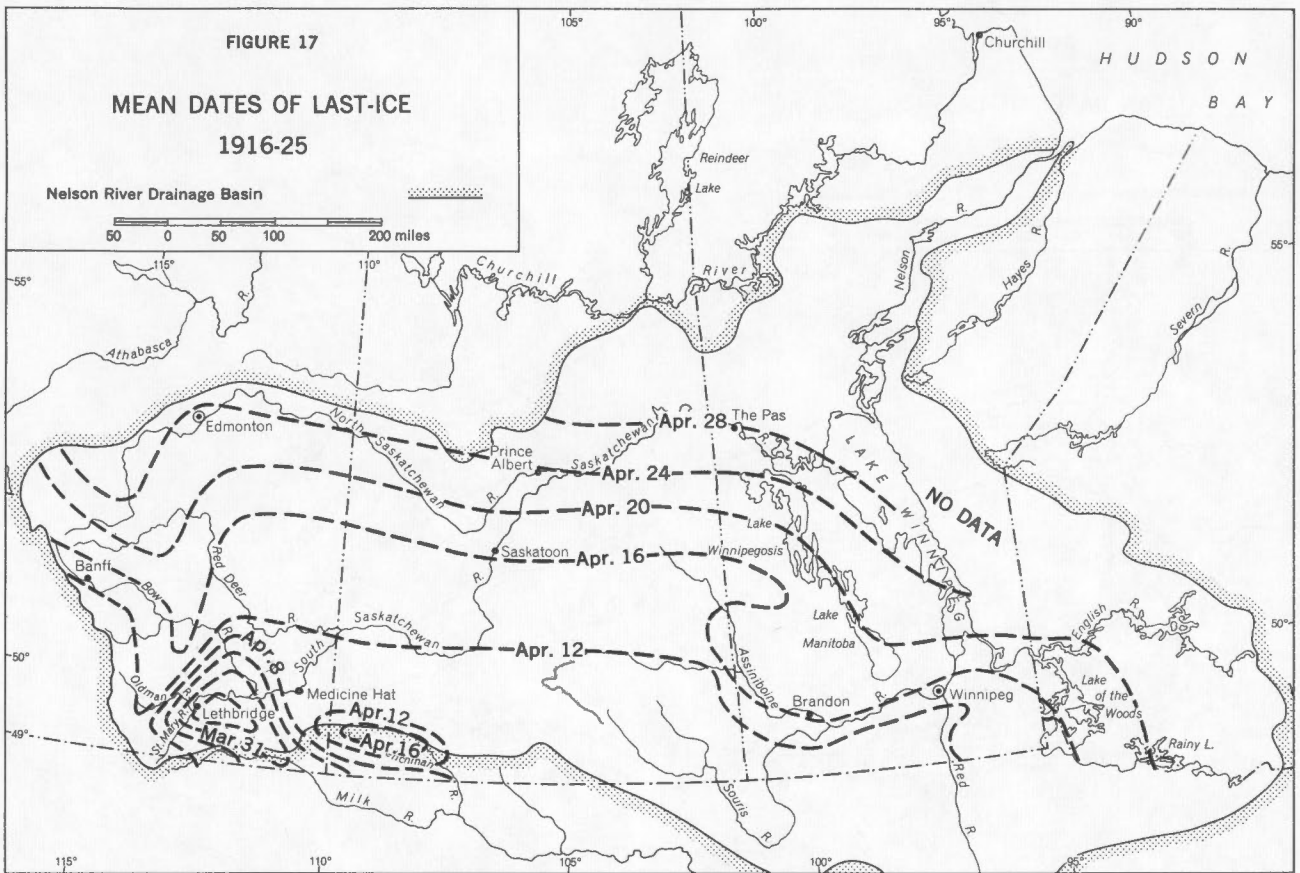 FIGURE 17
MEAN DATES OF LAST-ICE
1916-25
Nelson River Drainage Basin
50 0 50 100 200 miles
105°
100°
95°
90°
Churchill
HUDSON
BAY
Reindeer
Lake
55°
115°
110°
Churchill
River
Nelson
R.
Hayes
R.
Severn
R.
55°
Athabasca
R.
Edmonton
North
Saskatchewan
R.
Prince
Albert
Saskatchewan
Apr. 28
The Pas
R.
Apr. 24
LAKE
WINNIPEG
NO DATA
Apr. 20
Lake
Winnipegosis
Saskatoon
Apr. 16
Banff
Bow
Red Deer
R.
R.
Saskatchewan
South
R.
Apr. 12
Lake
Manitoba
English
R.
50°
50°
Apr. 8
Oldman
R.
St. Mary R.
Lethbridge
Medicine Hat
Mar. 31
Apr. 12
Apr. 16
Assiniboine
Brandon
R.
Winnipeg
Lake
of the
Woods
Rainy L.
49°
49°
Milk
R.
R.
Souris
R.
Red
R.
115°
110°
105°
100°
95°